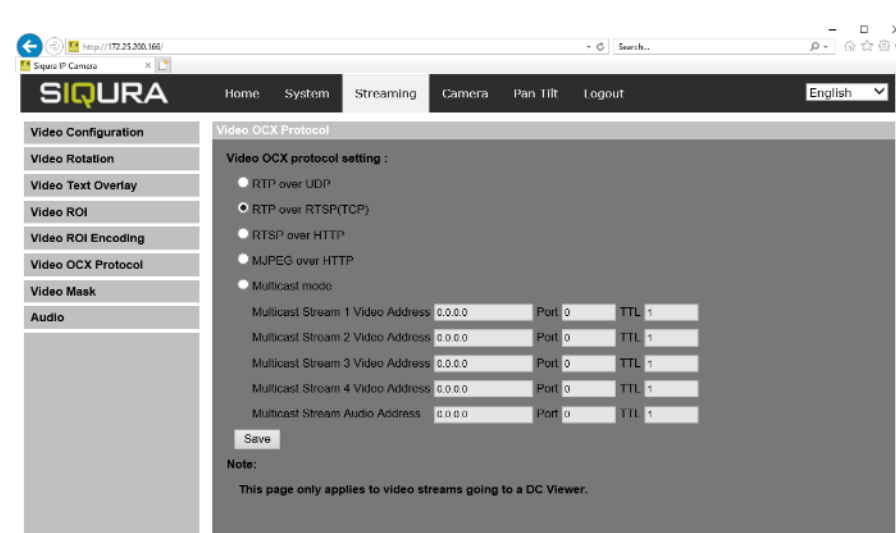 http://172.25.200.166/
Search...
Siqura IP Camera
SIQURA
Home System Streaming Camera Pan Tilt Logout
English
Video Configuration
Video Rotation
Video Text Overlay
Video ROI
Video ROI Encoding
Video OCX Protocol
Video Mask
Audio
Video OCX Protocol
Video OCX protocol setting :
RTP over UDP
RTP over RTSP(TCP)
RTSP over HTTP
MJPEG over HTTP
Multicast mode
Multicast Stream 1 Video Address 0.0.0.0 Port 0 TTL 1
Multicast Stream 2 Video Address 0.0.0.0 Port 0 TTL 1
Multicast Stream 3 Video Address 0.0.0.0 Port 0 TTL 1
Multicast Stream 4 Video Address 0.0.0.0 Port 0 TTL 1
Multicast Stream Audio Address 0.0.0.0 Port 0 TTL 1
Save
Note:
This page only applies to video streams going to a DC Viewer.